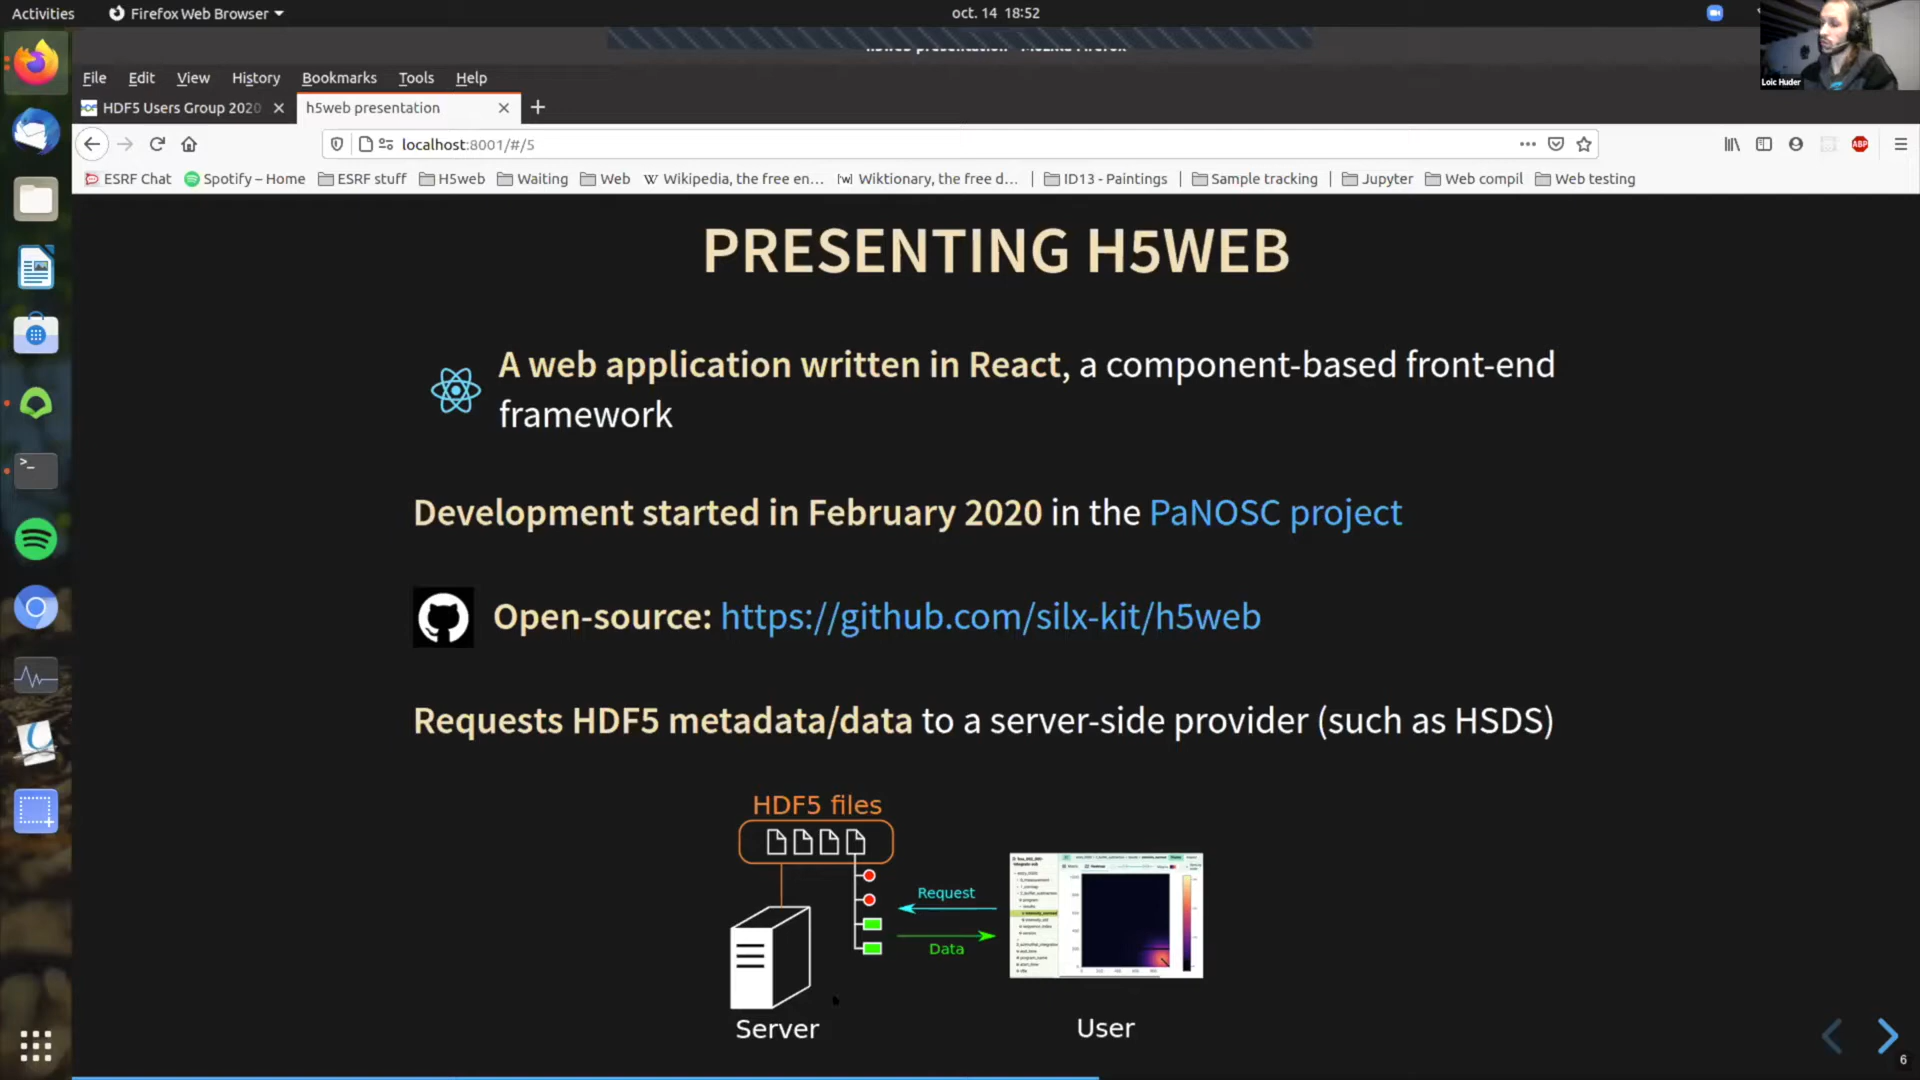 Activities
Firefox Web Browser
oct. 14 18:52
Loic Huder
File Edit View History Bookmarks Tools Help
HDF5 Users Group 2020
h5web presentation
localhost:8001/#/5
ABP
ESRF Chat Spotify – Home ESRF stuff H5web Waiting Web Wikipedia, the free en... Wiktionary, the free d... ID13 - Paintings Sample tracking Jupyter Web compil Web testing
PRESENTING H5WEB
A web application written in React, a component-based front-end
framework
Development started in February 2020 in the PaNOSC project
Open-source: https://github.com/silx-kit/h5web
Requests HDF5 metadata/data to a server-side provider (such as HSDS)
HDF5 files
Request
Data
Server
User
6